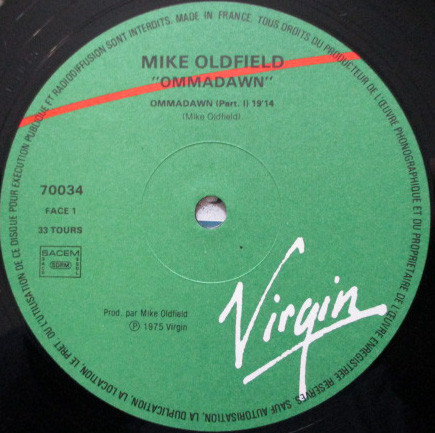 MIKE OLDFIELD
"OMMADAWN"
OMMADAWN (Part. I) 19'14
(Mike Oldfield)
70034
FACE 1
33 TOURS
SACEM
SDRM
Prod. par Mike Oldfield
Ⓟ 1975 Virgin
Virgin
MADE IN FRANCE. TOUS DROITS DU PRODUCTEUR DE L'ŒUVRE PHONOGRAPHIQUE ET DU PROPRIETAIRE DE L'ŒUVRE ENREGISTREE RESERVES. SAUF AUTORISATION, LA DUPLICATION, LA LOCATION, LE PRET OU L'UTILISATION DE CE DISQUE POUR EXECUTION PUBLIQUE ET RADIODIFFUSION SONT INTERDITS.